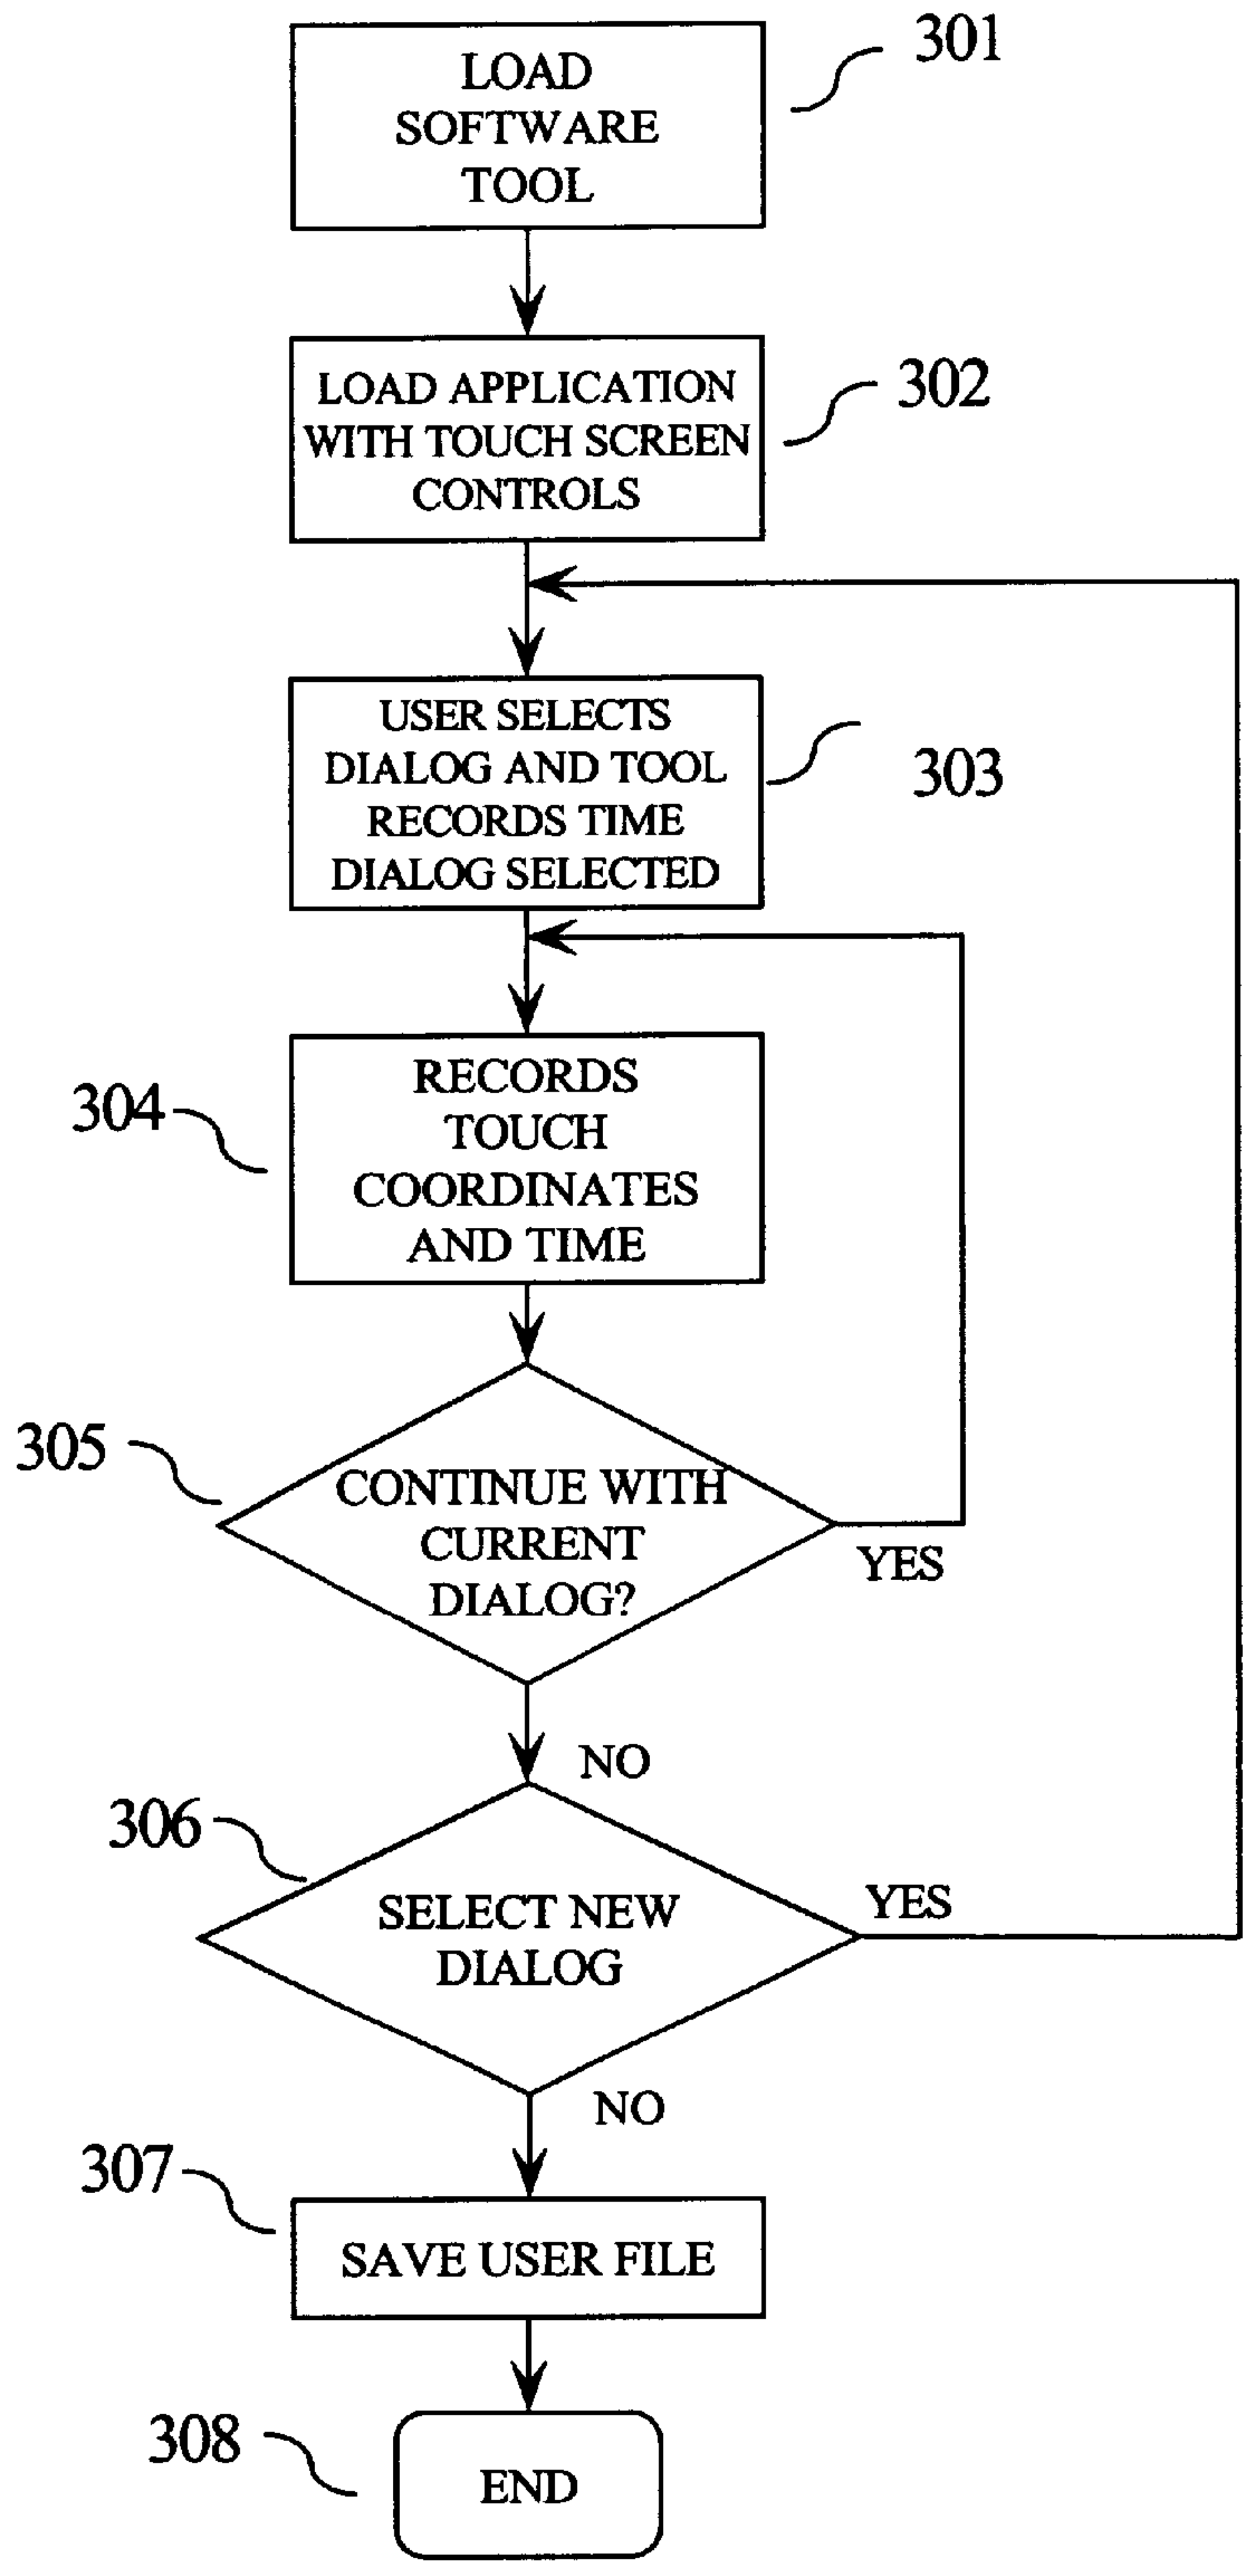 301
LOAD
SOFTWARE
TOOL
302
LOAD APPLICATION
WITH TOUCH SCREEN
CONTROLS
USER SELECTS
DIALOG AND TOOL
RECORDS TIME
DIALOG SELECTED
303
304
RECORDS
TOUCH
COORDINATES
AND TIME
305
CONTINUE WITH
CURRENT
DIALOG?
YES
NO
306
SELECT NEW
DIALOG
YES
NO
307
SAVE USER FILE
308
END